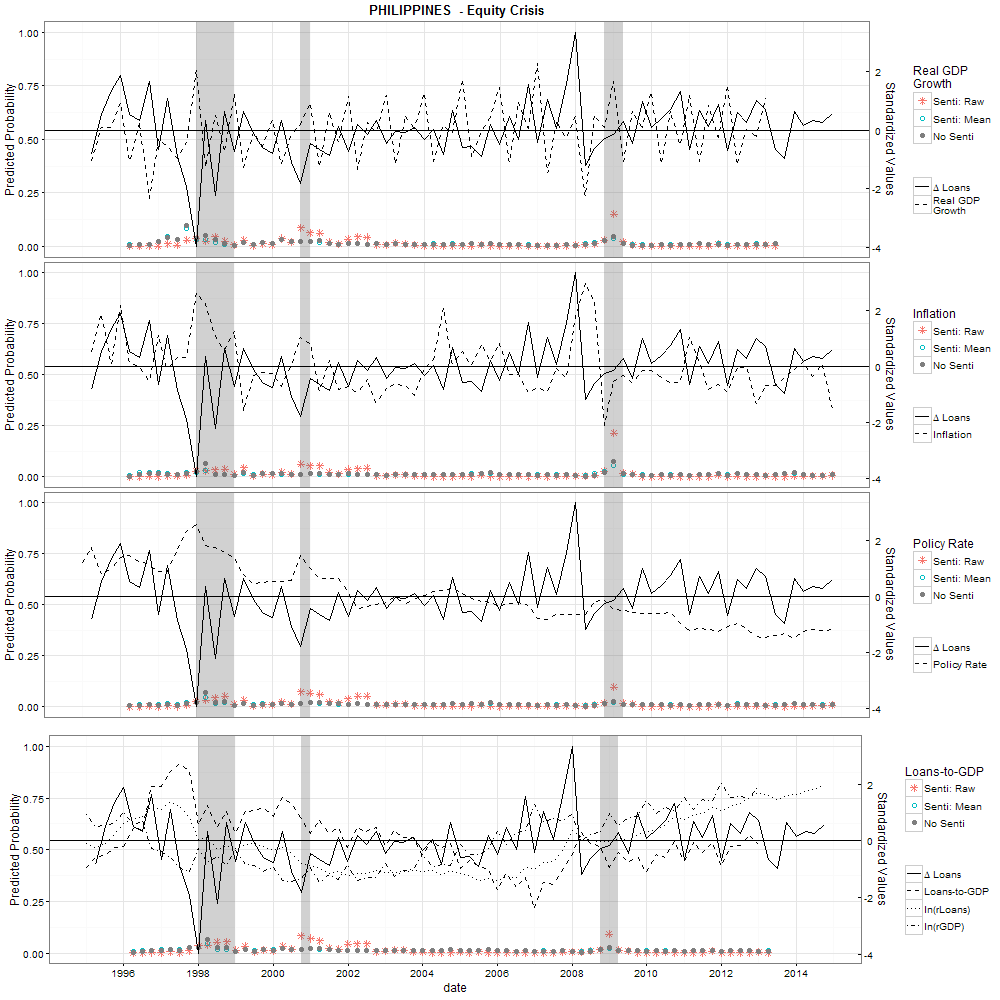 PHILIPPINES - Equity Crisis
1.00
0.75
0.50
0.25
0.00
Predicted Probability
2
0
-2
-4
Standardized Values
Real GDP
Growth
Senti: Raw
Senti: Mean
No Senti
Δ Loans
Real GDP
Growth
1.00
0.75
0.50
0.25
0.00
Predicted Probability
2
0
-2
-4
Standardized Values
Inflation
Senti: Raw
Senti: Mean
No Senti
Δ Loans
Inflation
1.00
0.75
0.50
0.25
0.00
Predicted Probability
2
0
-2
-4
Standardized Values
Policy Rate
Senti: Raw
Senti: Mean
No Senti
Δ Loans
Policy Rate
1.00
0.75
0.50
0.25
0.00
Predicted Probability
2
0
-2
-4
Standardized Values
Loans-to-GDP
Senti: Raw
Senti: Mean
No Senti
Δ Loans
Loans-to-GDP
ln(rLoans)
ln(rGDP)
1996 1998 2000 2002 2004 2006 2008 2010 2012 2014
date